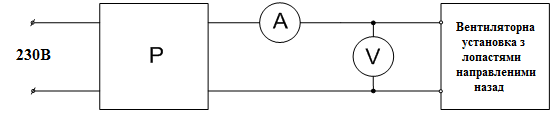 230В
Р
A
V
Вентиляторна
установка з
лопастями
направленими
назад